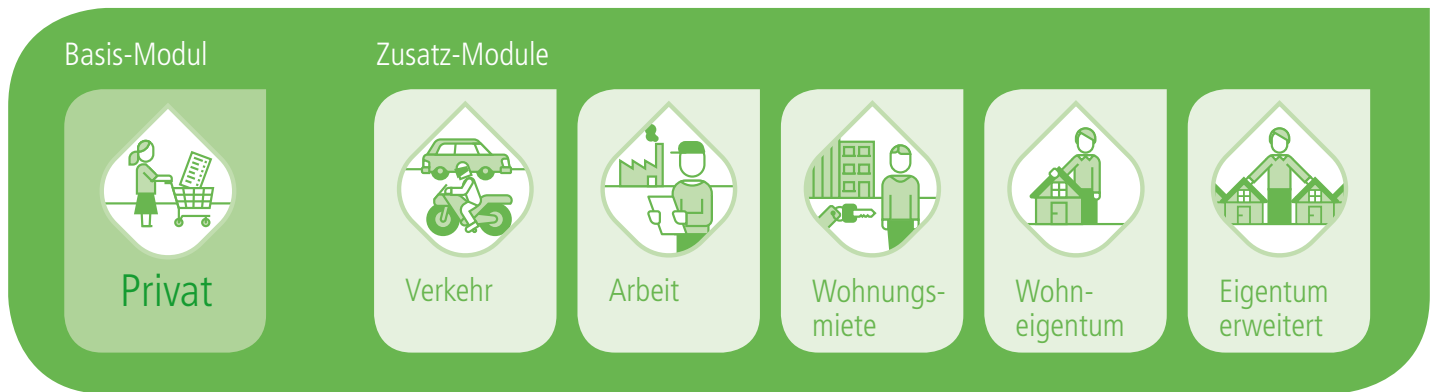 Basis-Modul
Zusatz-Module
Privat
Verkehr
Arbeit
Wohnungs-
miete
Wohn-
eigentum
Eigentum
erweitert